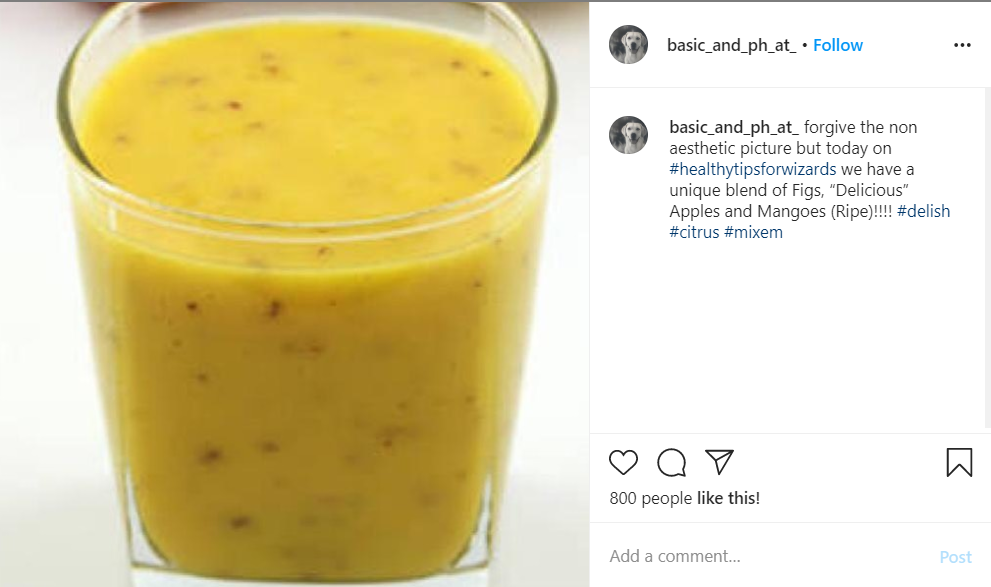 basic_and_ph_at_ • Follow
basic_and_ph_at_ forgive the non
aesthetic picture but today on
#healthytipsforwizards we have a
unique blend of Figs, “Delicious”
Apples and Mangoes (Ripe)!!!! #delish
#citrus #mixem
800 people like this!
Add a comment... Post